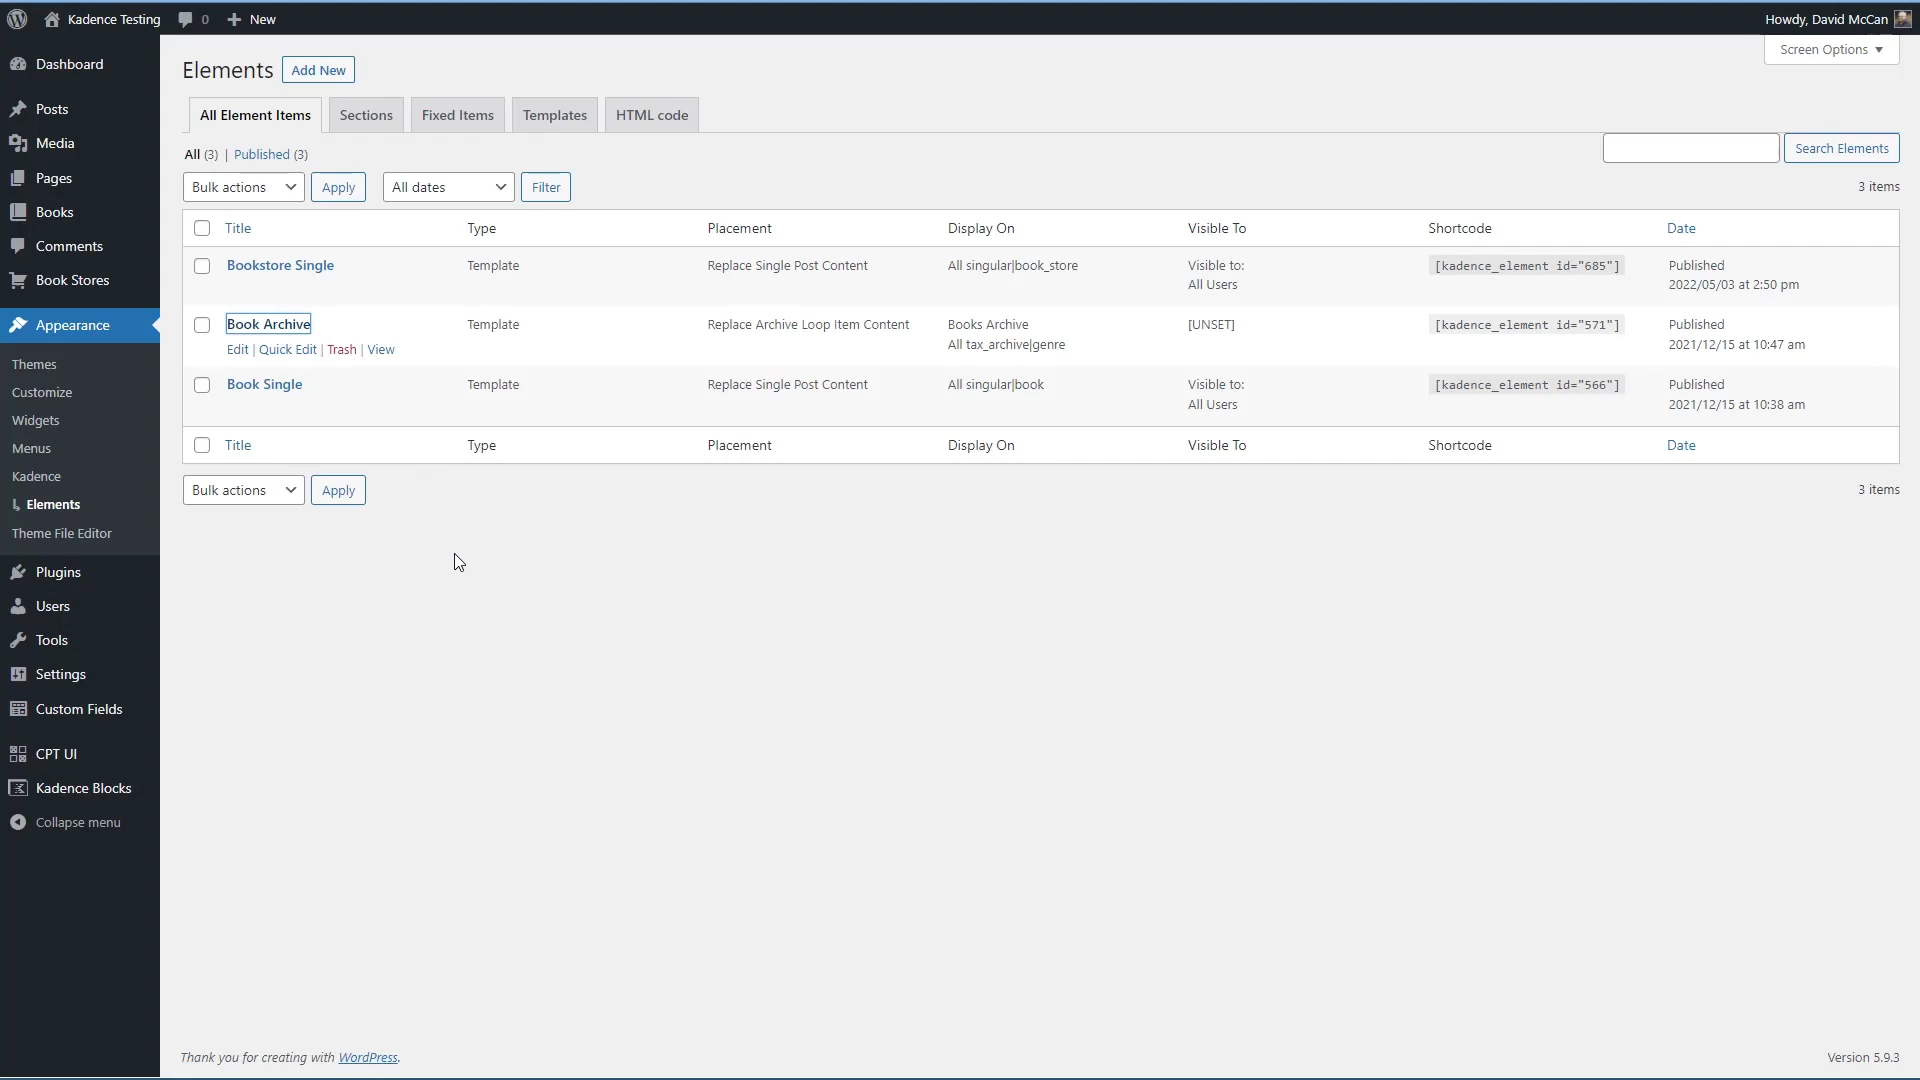 Kadence Testing 0 New Howdy, David McCan
Screen Options
Dashboard
Posts
Media
Pages
Books
Comments
Book Stores
Appearance
Themes
Customize
Widgets
Menus
Kadence
Elements
Theme File Editor
Plugins
Users
Tools
Settings
Custom Fields
CPT UI
Kadence Blocks
Collapse menu
Elements Add New
All Element Items Sections Fixed Items Templates HTML code
All (3) | Published (3)
Search Elements
Bulk actions Apply All dates Filter 3 items
Title Type Placement Display On Visible To Shortcode Date
Bookstore Single Template Replace Single Post Content All singular|book_store Visible to: [kadence_element id="685"] Published
All Users 2022/05/03 at 2:50 pm
Book Archive Template Replace Archive Loop Item Content Books Archive [UNSET] [kadence_element id="571"] Published
Edit | Quick Edit | Trash | View All tax_archive|genre 2021/12/15 at 10:47 am
Book Single Template Replace Single Post Content All singular|book Visible to: [kadence_element id="566"] Published
All Users 2021/12/15 at 10:38 am
Title Type Placement Display On Visible To Shortcode Date
Bulk actions Apply 3 items
Thank you for creating with WordPress. Version 5.9.3